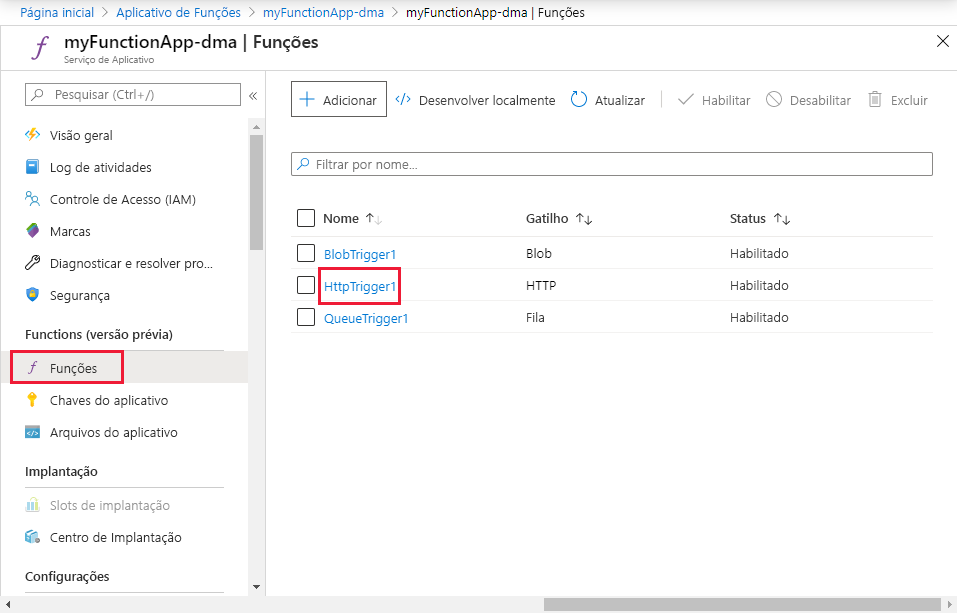 Página inicial > Aplicativo de Funções > myFunctionApp-dma > myFunctionApp-dma | Funções
myFunctionApp-dma | Funções
Serviço de Aplicativo
Pesquisar (Ctrl+/)
«
Visão geral
Log de atividades
Controle de Acesso (IAM)
Marcas
Diagnosticar e resolver pro...
Segurança
Functions (versão prévia)
Funções
Chaves do aplicativo
Arquivos do aplicativo
Implantação
Slots de implantação
Centro de Implantação
Configurações
Adicionar Desenvolver localmente Atualizar Habilitar Desabilitar Excluir
Filtrar por nome...
Nome Gatilho Status
BlobTrigger1 Blob Habilitado
HttpTrigger1 HTTP Habilitado
QueueTrigger1 Fila Habilitado